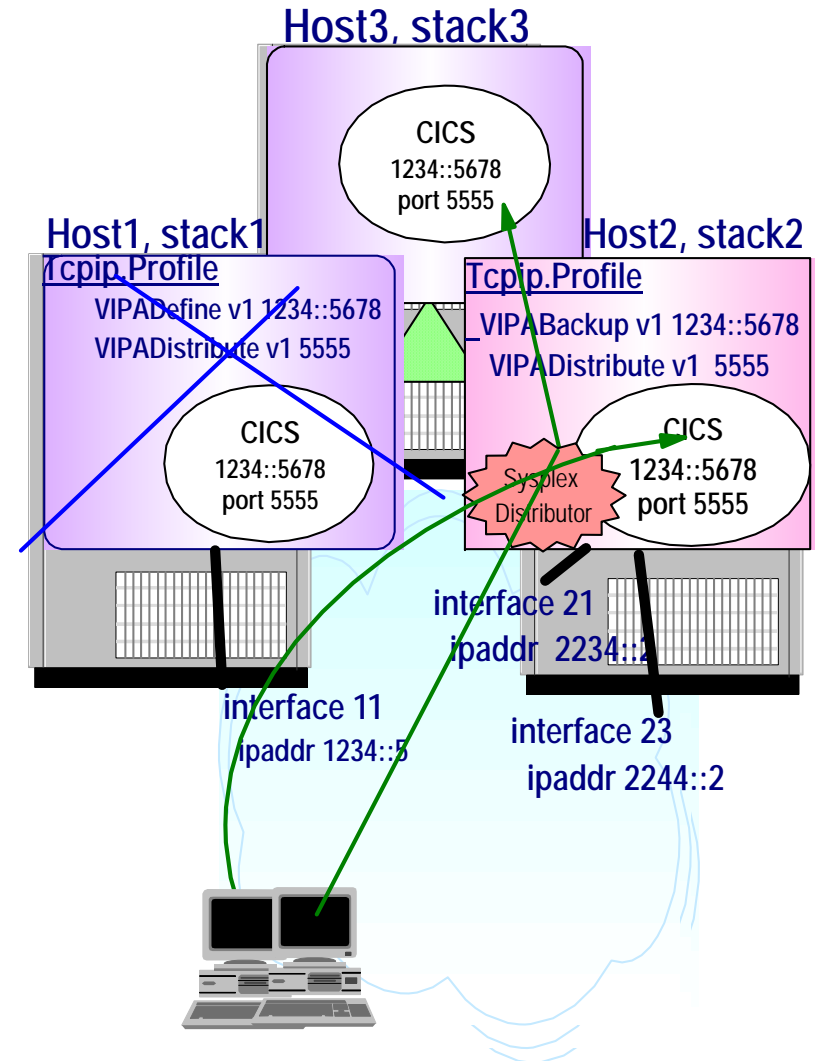 Host3, stack3
CICS
1234::5678
port 5555
Host1, stack1
Tcpip.Profile
VIPADefine v1 1234::5678
VIPADistribute v1 5555
CICS
1234::5678
port 5555
Host2, stack2
Tcpip.Profile
_VIPABackup v1 1234::5678
VIPADistribute v1 5555
CICS
1234::5678
port 5555
Sysplex
Distributor
interface 21
ipaddr 2234::2
interface 11
ipaddr 1234::5
interface 23
ipaddr 2244::2